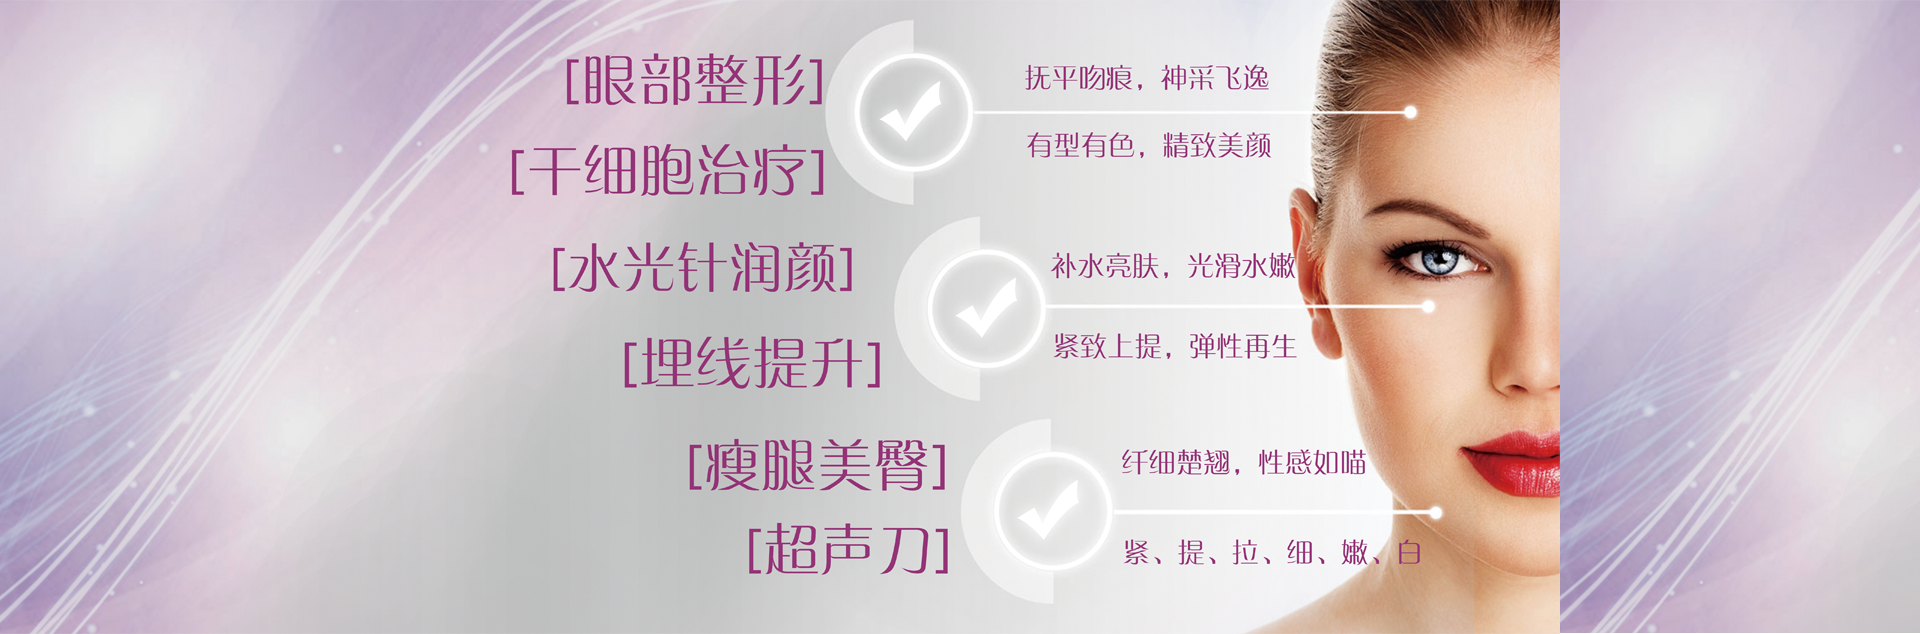 [眼部整形]
抚平吻痕，神采飞逸
[干细胞治疗]
有型有色，精致美颜
[水光针润颜]
补水亮肤，光滑水嫩
[埋线提升]
紧致上提，弹性再生
[瘦腿美臀]
纤细楚翘，性感如喵
[超声刀]
紧、提、拉、细、嫩、白